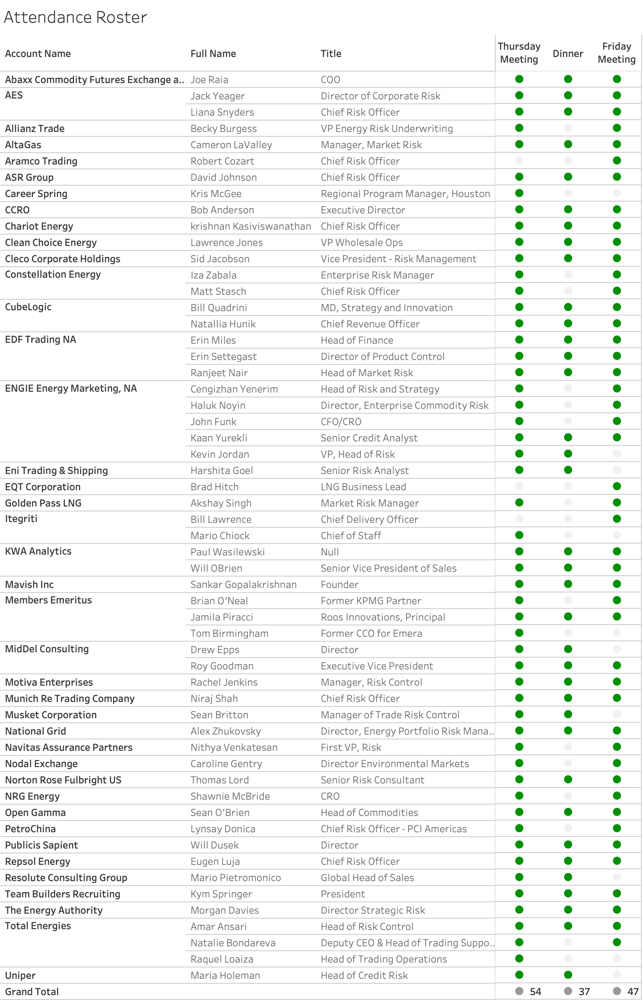 Attendance Roster
Account Name Full Name Title Thursday Meeting Dinner Friday Meeting
Abaxx Commodity Futures Exchange a.. Joe Raia COO
AES Jack Yeager Director of Corporate Risk
Liana Snyders Chief Risk Officer
Allianz Trade Becky Burgess VP Energy Risk Underwriting
AltaGas Cameron LaValley Manager, Market Risk
Aramco Trading Robert Cozart Chief Risk Officer
ASR Group David Johnson Chief Risk Officer
Career Spring Kris McGee Regional Program Manager, Houston
CCRO Bob Anderson Executive Director
Chariot Energy krishnan Kasiviswanathan Chief Risk Officer
Clean Choice Energy Lawrence Jones VP Wholesale Ops
Cleco Corporate Holdings Sid Jacobson Vice President - Risk Management
Constellation Energy Iza Zabala Enterprise Risk Manager
Matt Stasch Chief Risk Officer
CubeLogic Bill Quadrini MD, Strategy and Innovation
Natallia Hunik Chief Revenue Officer
EDF Trading NA Erin Miles Head of Finance
Erin Settegast Director of Product Control
Ranjeet Nair Head of Market Risk
ENGIE Energy Marketing, NA Cengizhan Yenerim Head of Risk and Strategy
Haluk Noyin Director, Enterprise Commodity Risk
John Funk CFO/CRO
Kaan Yurekli Senior Credit Analyst
Kevin Jordan VP, Head of Risk
Eni Trading & Shipping Harshita Goel Senior Risk Analyst
EQT Corporation Brad Hitch LNG Business Lead
Golden Pass LNG Akshay Singh Market Risk Manager
Itegriti Bill Lawrence Chief Delivery Officer
Mario Chiock Chief of Staff
KWA Analytics Paul Wasilewski Null
Will OBrien Senior Vice President of Sales
Mavish Inc Sankar Gopalakrishnan Founder
Members Emeritus Brian O’Neal Former KPMG Partner
Jamila Piracci Roos Innovations, Principal
Tom Birmingham Former CCO for Emera
MidDel Consulting Drew Epps Director
Roy Goodman Executive Vice President
Motiva Enterprises Rachel Jenkins Manager, Risk Control
Munich Re Trading Company Niraj Shah Chief Risk Officer
Musket Corporation Sean Britton Manager of Trade Risk Control
National Grid Alex Zhukovsky Director, Energy Portfolio Risk Mana..
Navitas Assurance Partners Nithya Venkatesan First VP, Risk
Nodal Exchange Caroline Gentry Director Environmental Markets
Norton Rose Fulbright US Thomas Lord Senior Risk Consultant
NRG Energy Shawnie McBride CRO
Open Gamma Sean O’Brien Head of Commodities
PetroChina Lynsay Donica Chief Risk Officer - PCI Americas
Publicis Sapient Will Dusek Director
Repsol Energy Eugen Luja Chief Risk Officer
Resolute Consulting Group Mario Pietromonico Global Head of Sales
Team Builders Recruiting Kym Springer President
The Energy Authority Morgan Davies Director Strategic Risk
Total Energies Amar Ansari Head of Risk Control
Natalie Bondareva Deputy CEO & Head of Trading Suppo..
Raquel Loaiza Head of Trading Operations
Uniper Maria Holeman Head of Credit Risk
Grand Total 54 37 47